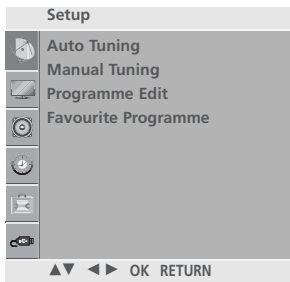 Setup
Auto Tuning
Manual Tuning
Programme Edit
Favourite Programme
▲▼ ◄ ► OK RETURN